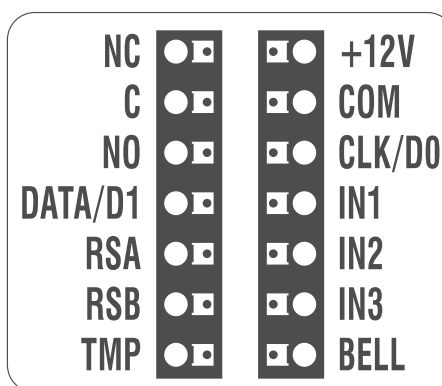 NC +12V
C COM
NO CLK/D0
DATA/D1 IN1
RSA IN2
RSB IN3
TMP BELL